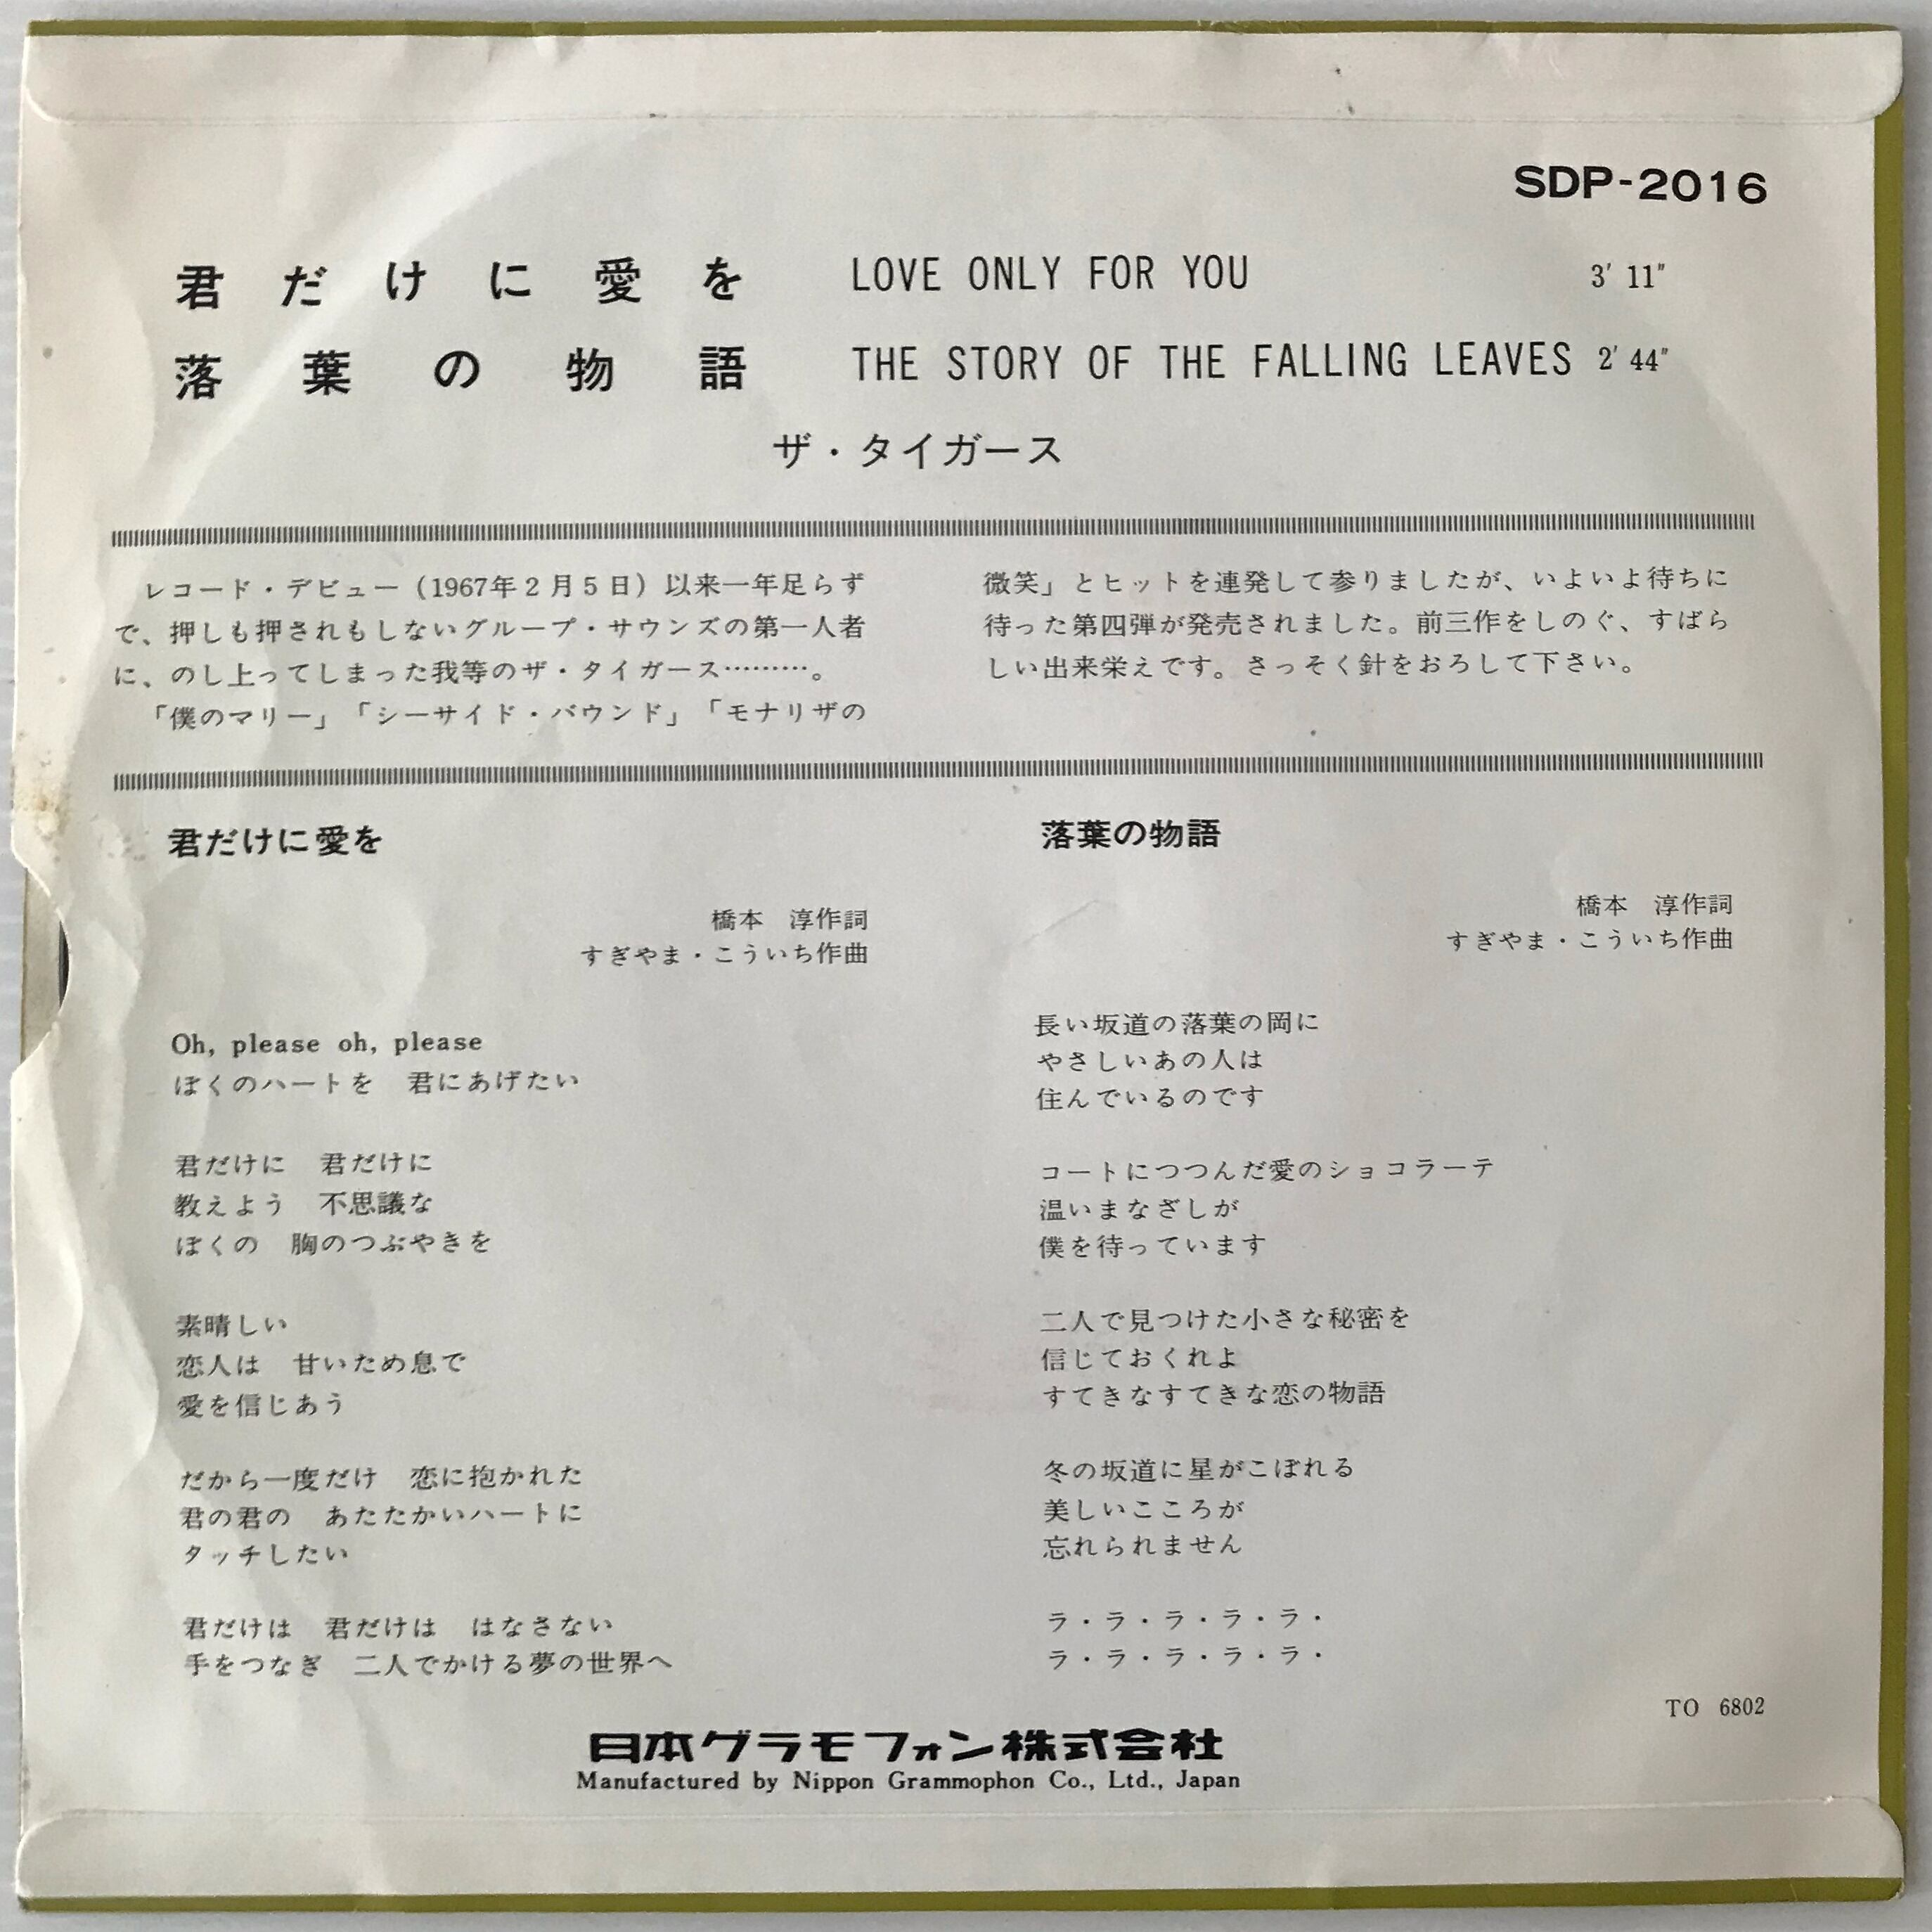 SDP-2016
君だけに愛を LOVE ONLY FOR YOU 3′ 11″
落葉の物語 THE STORY OF THE FALLING LEAVES 2′ 44″
ザ・タイガース
レコード・デビュー（1967年2月5日）以来一年足らず
で、押しも押されもしないグループ・サウンズの第一人者
に、のし上ってしまった我等のザ・タイガース………。
「僕のマリー」「シーサイド・バウンド」「モナリザの
微笑」とヒットを連発して参りましたが、いよいよ待ちに
待った第四弾が発売されました。前三作をしのぐ、すばら
しい出来栄えです。さっそく針をおろして下さい。
君だけに愛を
橋本　淳作詞
すぎやま・こういち作曲
Oh, please oh, please
ぼくのハートを　君にあげたい
君だけに　君だけに
教えよう　不思議な
ぼくの　胸のつぶやきを
素晴しい
恋人は　甘いため息で
愛を信じあう
だから一度だけ　恋に抱かれた
君の君の　あたたかいハートに
タッチしたい
君だけは　君だけは　はなさない
手をつなぎ　二人でかける夢の世界へ
落葉の物語
橋本　淳作詞
すぎやま・こういち作曲
長い坂道の落葉の岡に
やさしいあの人は
住んでいるのです
コートにつつんだ愛のショコラーテ
温いまなざしが
僕を待っています
二人で見つけた小さな秘密を
信じておくれよ
すてきなすてきな恋の物語
冬の坂道に星がこぼれる
美しいこころが
忘れられません
ラ・ラ・ラ・ラ・ラ・
ラ・ラ・ラ・ラ・ラ・
TO 6802
日本グラモフォン株式会社
Manufactured by Nippon Grammophon Co., Ltd., Japan